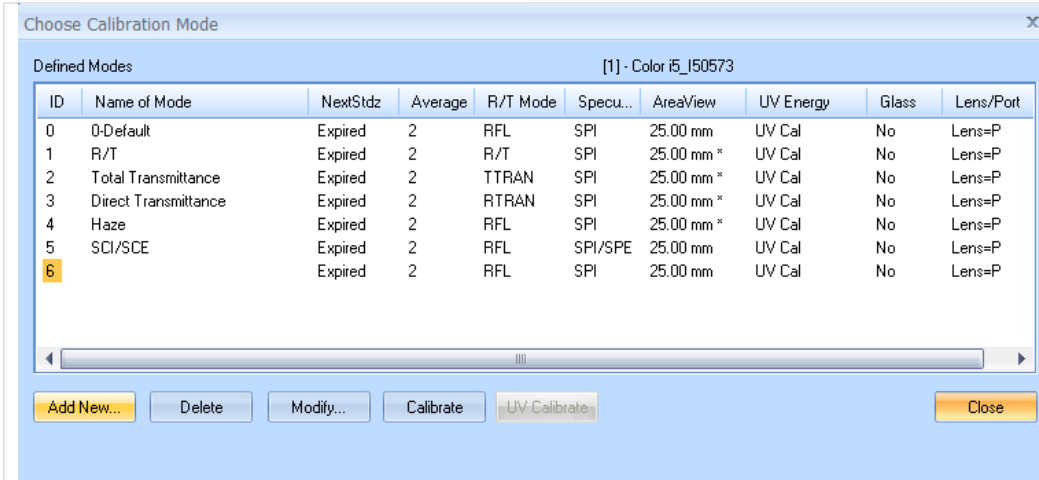 Choose Calibration Mode x
Defined Modes [1] - Color i5_I50573
ID Name of Mode NextStdz Average R/T Mode Specu... AreaView UV Energy Glass Lens/Port
0 0-Default Expired 2 RFL SPI 25.00 mm UV Cal No Lens=P
1 R/T Expired 2 R/T SPI 25.00 mm * UV Cal No Lens=P
2 Total Transmittance Expired 2 TTRAN SPI 25.00 mm * UV Cal No Lens=P
3 Direct Transmittance Expired 2 RTRAN SPI 25.00 mm * UV Cal No Lens=P
4 Haze Expired 2 RFL SPI 25.00 mm * UV Cal No Lens=P
5 SCI/SCE Expired 2 RFL SPI/SPE 25.00 mm UV Cal No Lens=P
6 Expired 2 RFL SPI 25.00 mm UV Cal No Lens=P
Add New... Delete Modify... Calibrate UV Calibrate Close